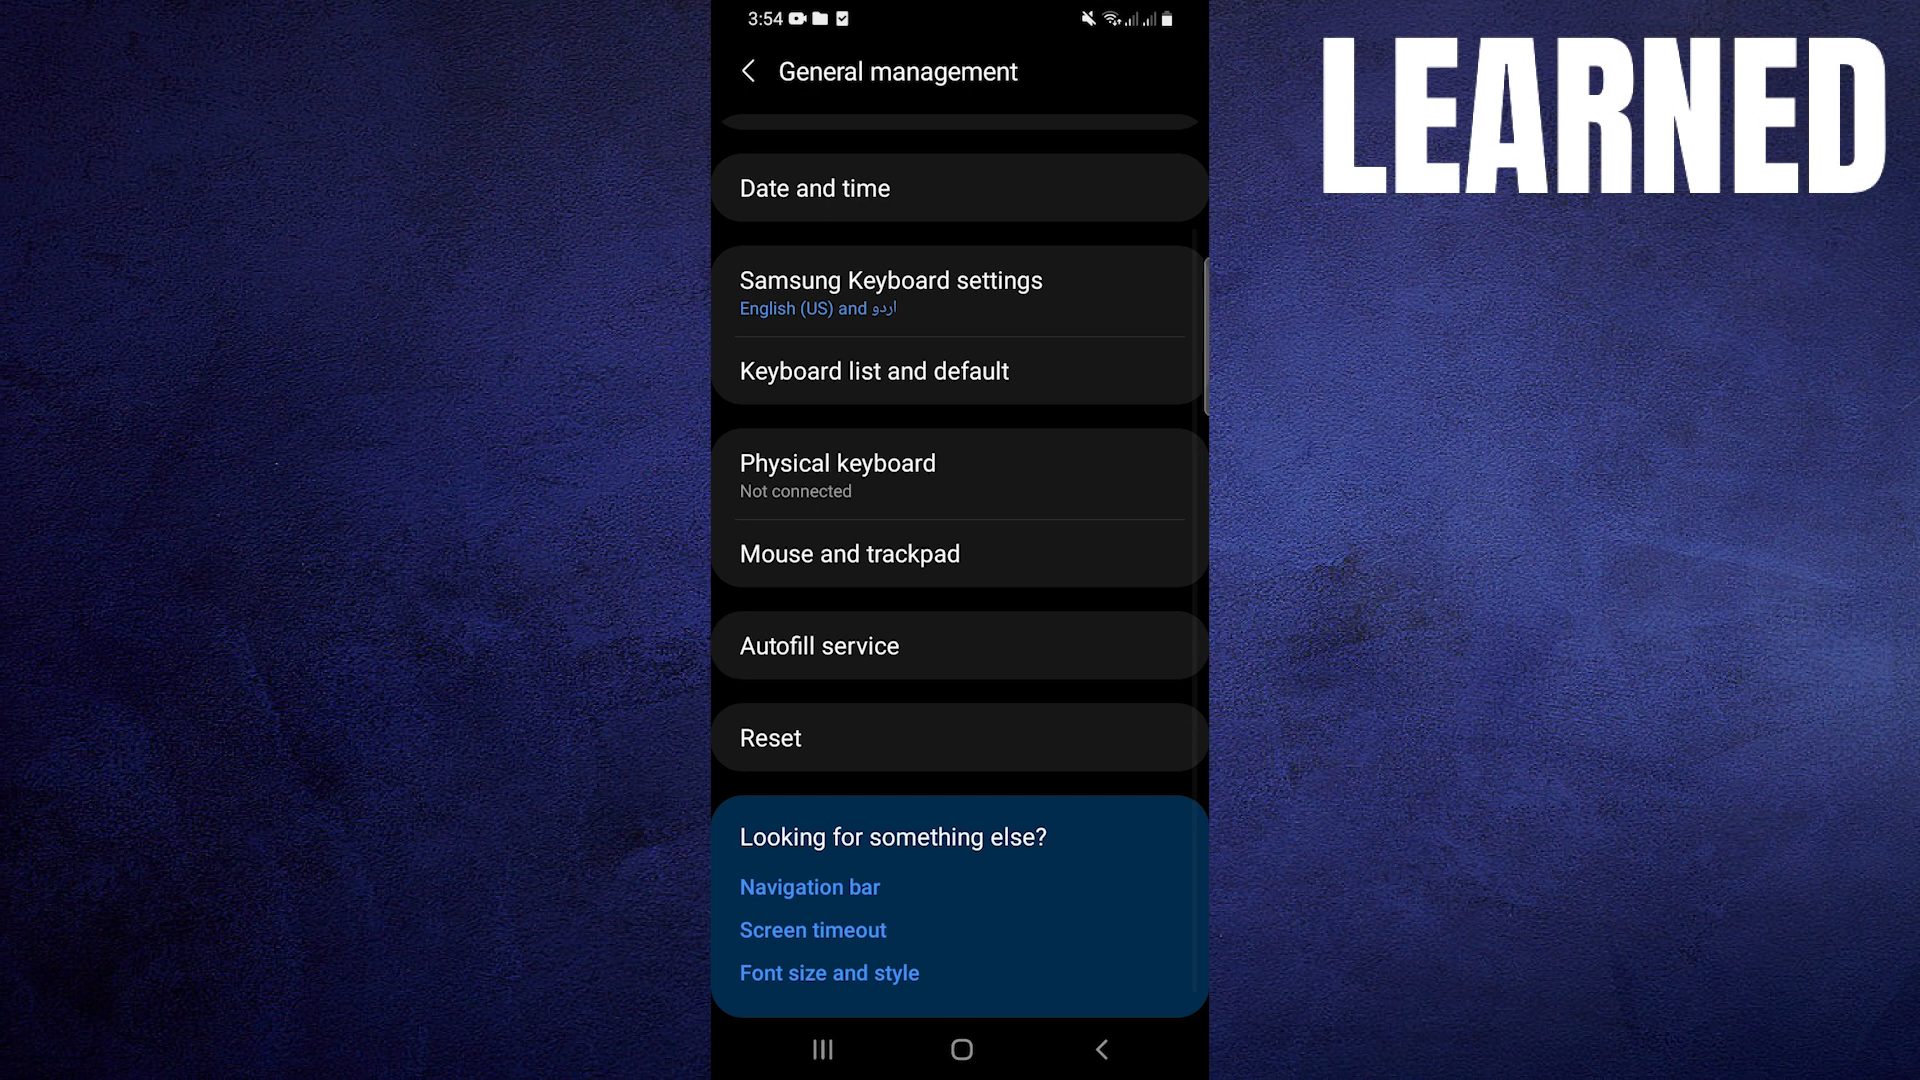 3:54
LEARNED
General management
Date and time
Samsung Keyboard settings
English (US) and اردو
Keyboard list and default
Physical keyboard
Not connected
Mouse and trackpad
Autofill service
Reset
Looking for something else?
Navigation bar
Screen timeout
Font size and style